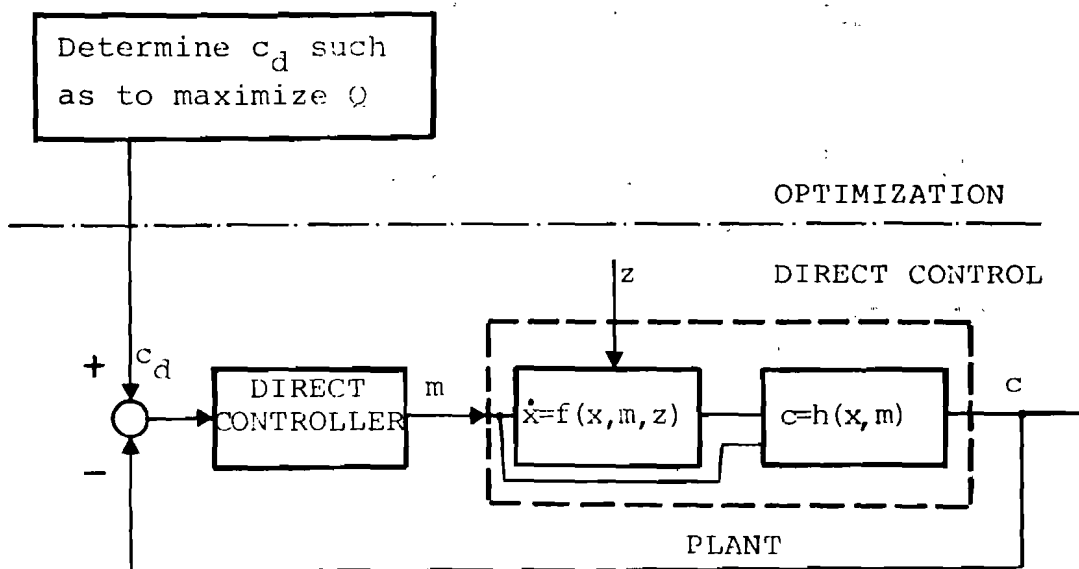 Determine c_d such
as to maximize Q
OPTIMIZATION
DIRECT CONTROL
z
+
c_d
DIRECT
CONTROLLER
m
ẋ=f(x,m,z)
c=h(x,m)
c
−
PLANT